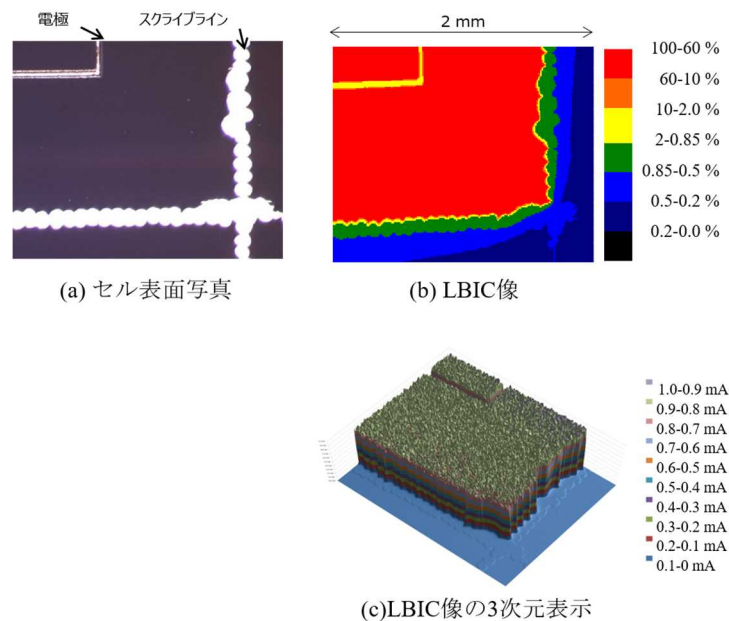 電極
スクライブライン
2 mm
100-60 %
60-10 %
10-2.0 %
2-0.85 %
0.85-0.5 %
0.5-0.2 %
0.2-0.0 %
(a) セル表面写真
(b) LBIC像
1.0-0.9 mA
0.9-0.8 mA
0.8-0.7 mA
0.7-0.6 mA
0.6-0.5 mA
0.5-0.4 mA
0.4-0.3 mA
0.3-0.2 mA
0.2-0.1 mA
0.1-0 mA
(c)LBIC像の3次元表示